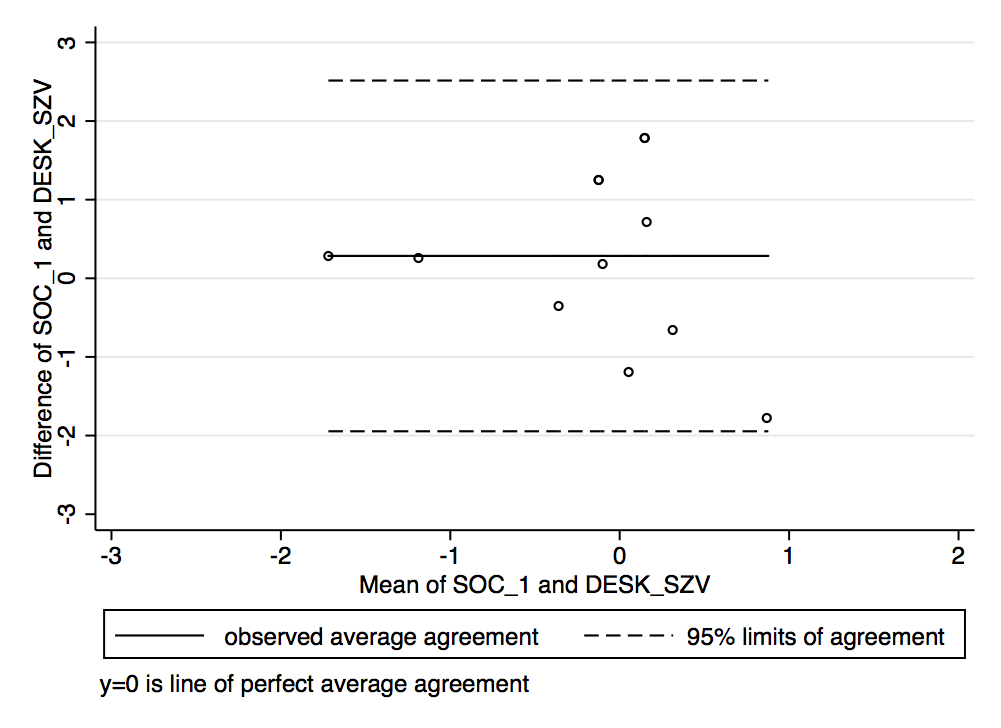 Difference of SOC_1 and DESK_SZV
3
2
1
0
-1
-2
-3
-3 -2 -1 0 1 2
Mean of SOC_1 and DESK_SZV
observed average agreement 95% limits of agreement
y=0 is line of perfect average agreement